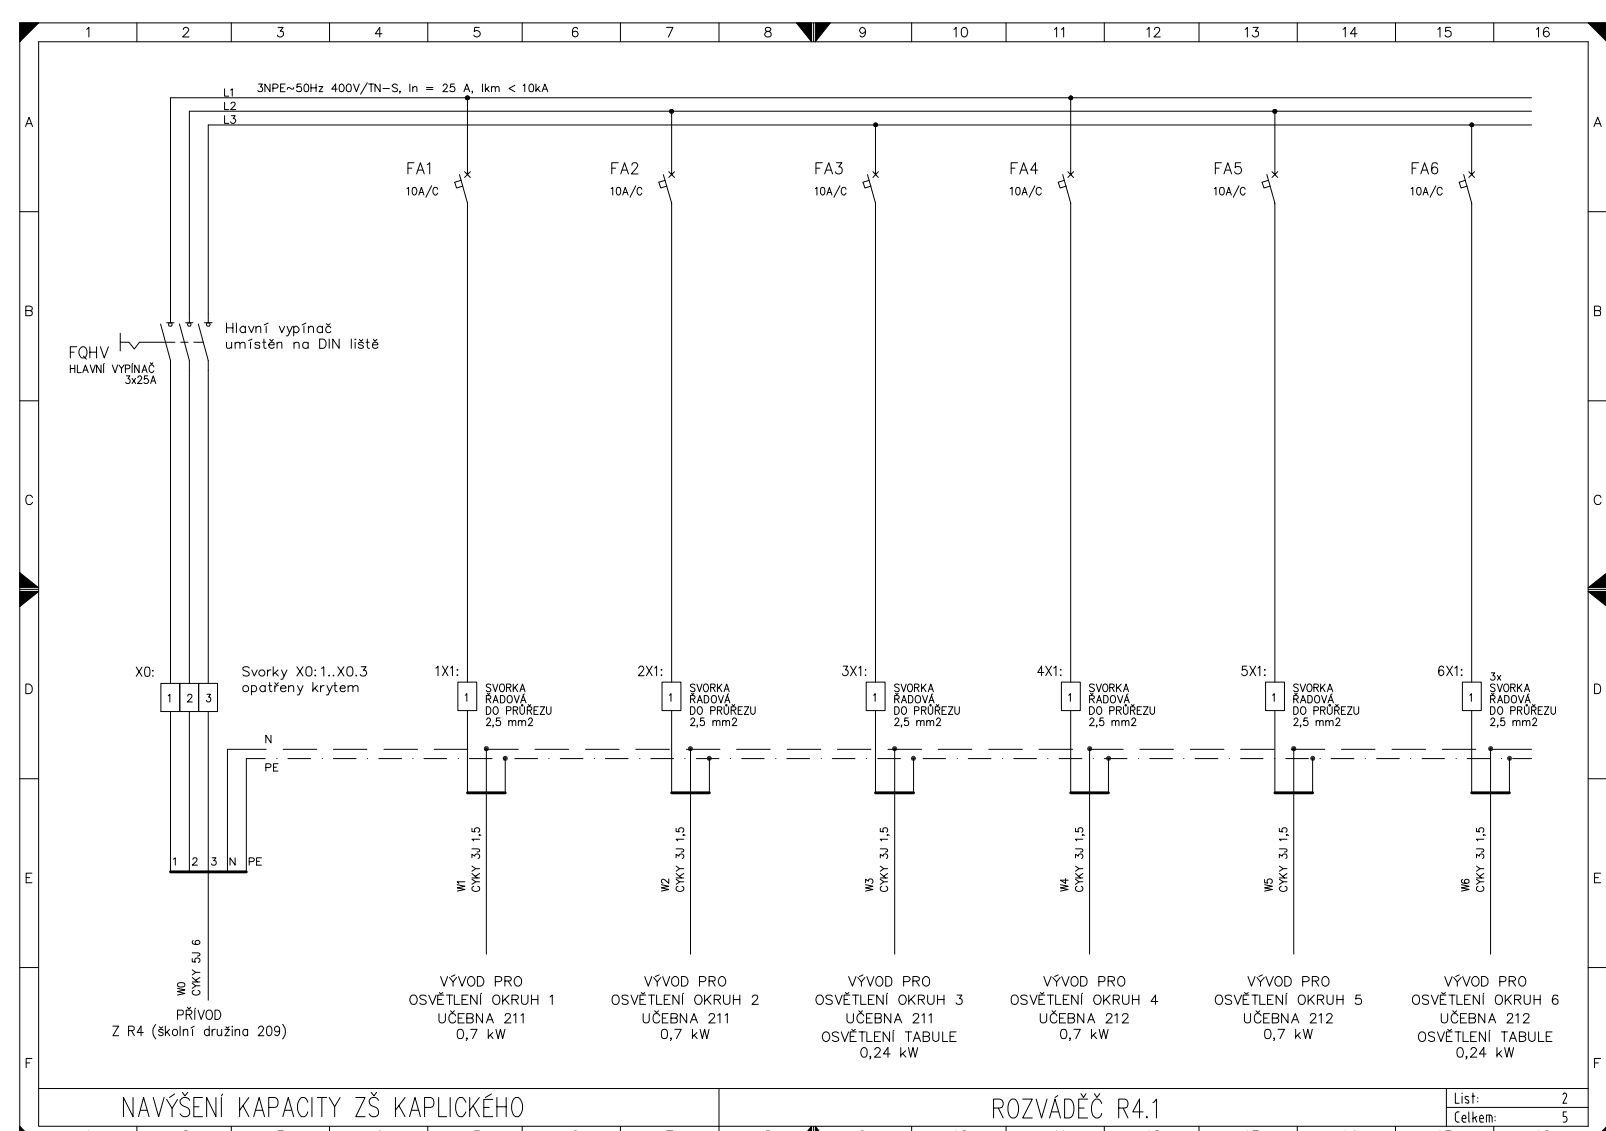 1 2 3 4 5 6 7 8 9 10 11 12 13 14 15 16
3NPE~50Hz 400V/TN-S, In = 25 A, Ikm < 10kA
L1
L2
L3
A A
FA1 FA2 FA3 FA4 FA5 FA6
10A/C 10A/C 10A/C 10A/C 10A/C 10A/C
B B
Hlavní vypínač
umístěn na DIN liště
FQHV
HLAVNÍ VYPÍNAČ
3x25A
C C
X0:
1 2 3
Svorky X0:1..X0.3
opatřeny krytem
D D
1X1:
1
SVORKA
ŘADOVÁ
DO PRŮŘEZU
2,5 mm2
2X1:
1
SVORKA
ŘADOVÁ
DO PRŮŘEZU
2,5 mm2
3X1:
1
SVORKA
ŘADOVÁ
DO PRŮŘEZU
2,5 mm2
4X1:
1
SVORKA
ŘADOVÁ
DO PRŮŘEZU
2,5 mm2
5X1:
1
SVORKA
ŘADOVÁ
DO PRŮŘEZU
2,5 mm2
6X1:
1
3x
SVORKA
ŘADOVÁ
DO PRŮŘEZU
2,5 mm2
N
PE
1 2 3 N PE
E E
W0
CYKY 5J 6
PŘÍVOD
Z R4 (školní družina 209)
W1
CYKY 3J 1,5
W2
CYKY 3J 1,5
W3
CYKY 3J 1,5
W4
CYKY 3J 1,5
W5
CYKY 3J 1,5
W6
CYKY 3J 1,5
VÝVOD PRO
OSVĚTLENÍ OKRUH 1
UČEBNA 211
0,7 kW
VÝVOD PRO
OSVĚTLENÍ OKRUH 2
UČEBNA 211
0,7 kW
VÝVOD PRO
OSVĚTLENÍ OKRUH 3
UČEBNA 211
OSVĚTLENÍ TABULE
0,24 kW
VÝVOD PRO
OSVĚTLENÍ OKRUH 4
UČEBNA 212
0,7 kW
VÝVOD PRO
OSVĚTLENÍ OKRUH 5
UČEBNA 212
0,7 kW
VÝVOD PRO
OSVĚTLENÍ OKRUH 6
UČEBNA 212
OSVĚTLENÍ TABULE
0,24 kW
F F
NAVÝŠENÍ KAPACITY ZŠ KAPLICKÉHO
ROZVÁDĚČ R4.1
List: 2
Celkem: 5